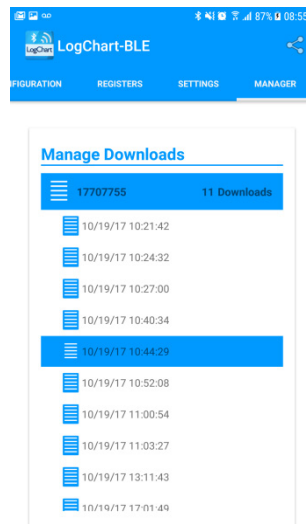 87% 08:55
LogChart LogChart-BLE
FIGURATION REGISTERS SETTINGS MANAGER
Manage Downloads
17707755 11 Downloads
10/19/17 10:21:42
10/19/17 10:24:32
10/19/17 10:27:00
10/19/17 10:40:34
10/19/17 10:44:29
10/19/17 10:52:08
10/19/17 11:00:54
10/19/17 11:03:27
10/19/17 13:11:43
10/19/17 17:01:49